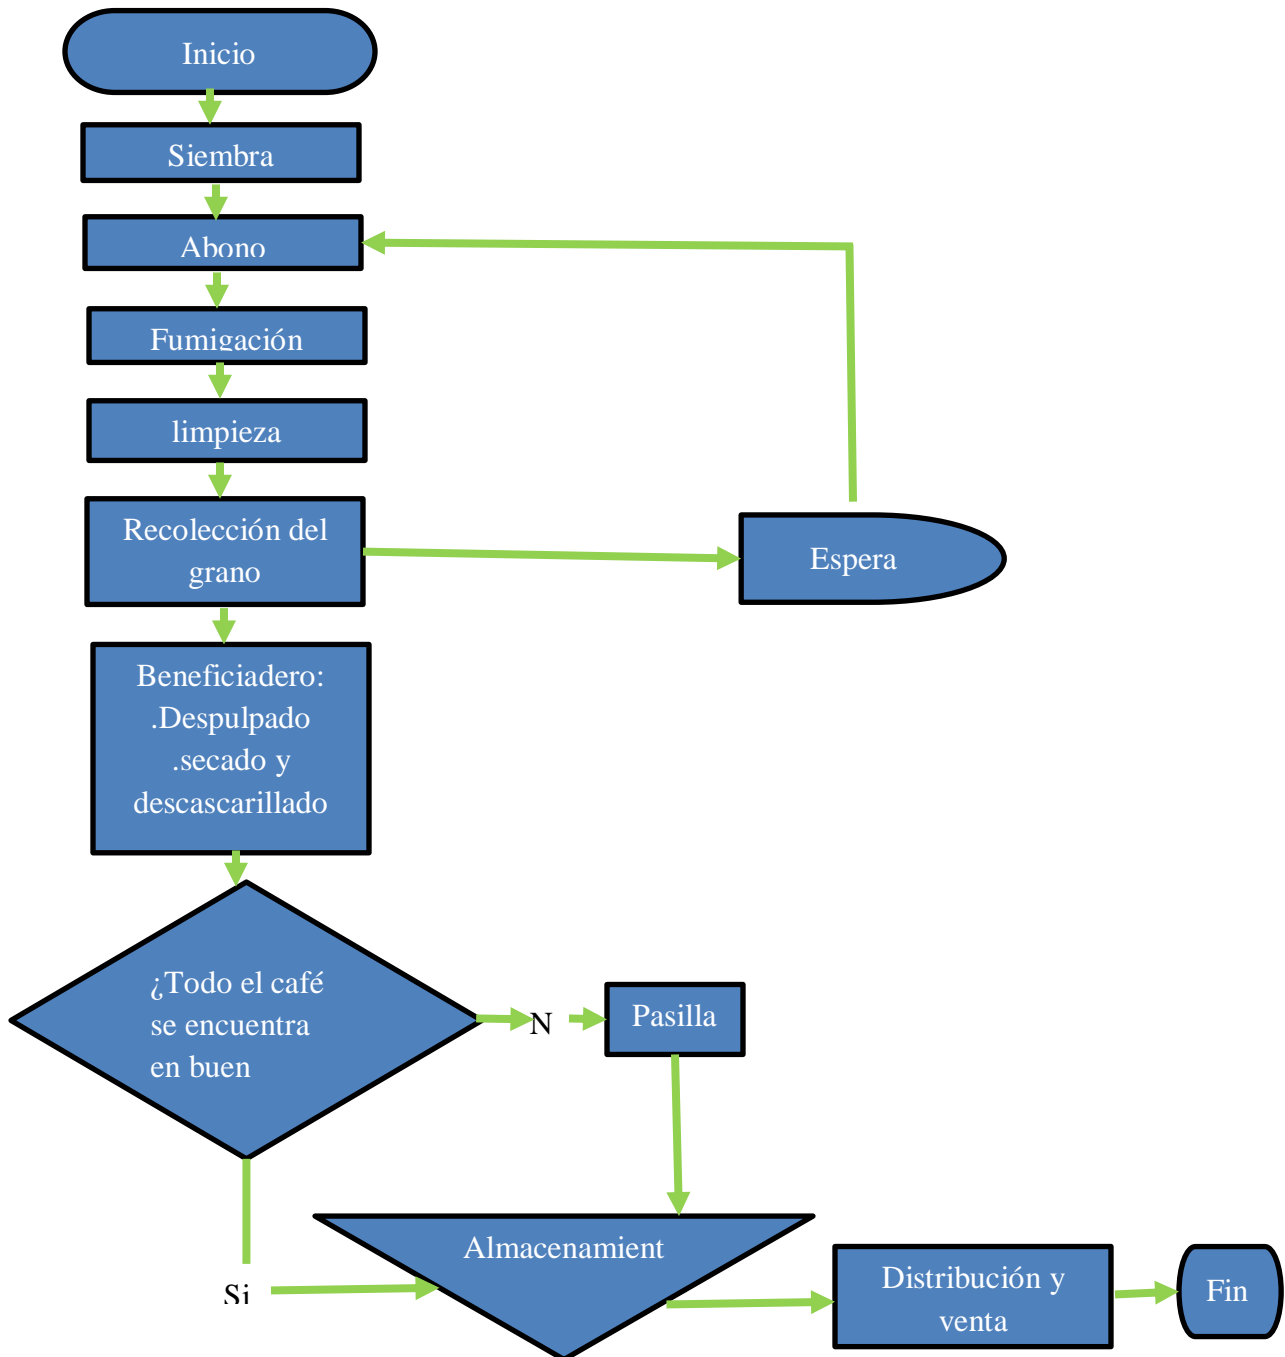 Inicio
Siembra
Abono
Fumigación
limpieza
Recolección del
grano
Espera
Beneficiadero:
.Despulpado
.secado y
descascarillado
¿Todo el café
se encuentra
en buen
N
Pasilla
Si
Almacenamient
Distribución y
venta
Fin